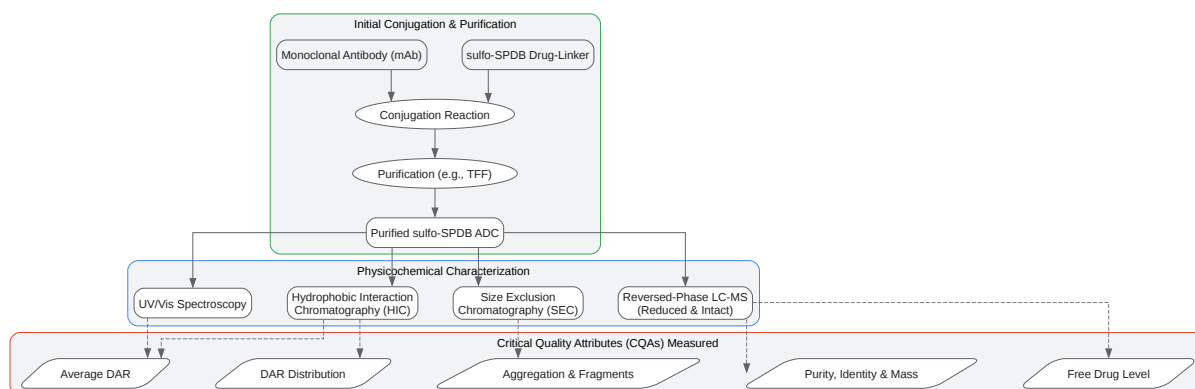 Initial Conjugation & Purification
Monoclonal Antibody (mAb)
sulfo-SPDB Drug-Linker
Conjugation Reaction
Purification (e.g., TFF)
Purified sulfo-SPDB ADC
Physicochemical Characterization
UV/Vis Spectroscopy
Hydrophobic Interaction
Chromatography (HIC)
Size Exclusion
Chromatography (SEC)
Reversed-Phase LC-MS
(Reduced & Intact)
Critical Quality Attributes (CQAs) Measured
Average DAR
DAR Distribution
Aggregation & Fragments
Purity, Identity & Mass
Free Drug Level